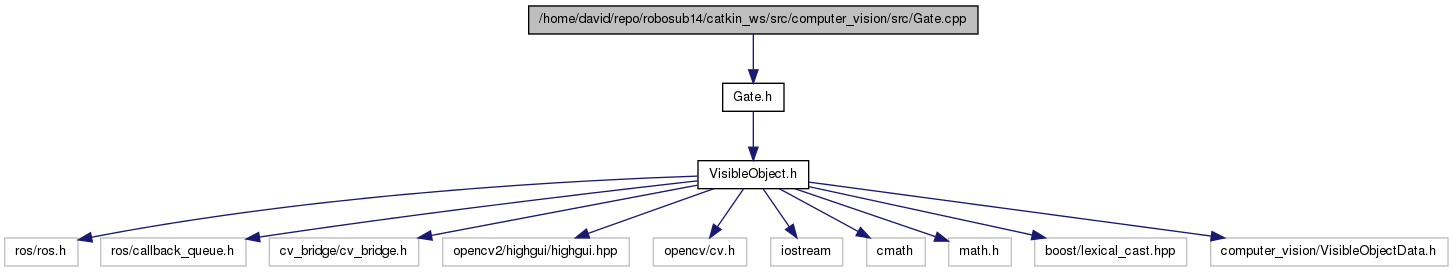 /home/david/repo/robosub14/catkin_ws/src/computer_vision/src/Gate.cpp
Gate.h
VisibleObject.h
ros/ros.h
ros/callback_queue.h
cv_bridge/cv_bridge.h
opencv2/highgui/highgui.hpp
opencv/cv.h
iostream
cmath
math.h
boost/lexical_cast.hpp
computer_vision/VisibleObjectData.h